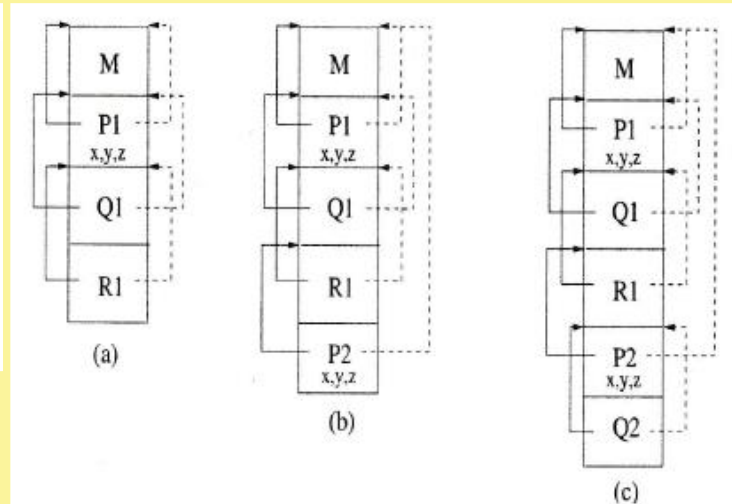 M
P1
x,y,z
Q1
R1
(a)
M
P1
x,y,z
Q1
R1
P2
x,y,z
(b)
M
P1
x,y,z
Q1
R1
P2
x,y,z
Q2
(c)